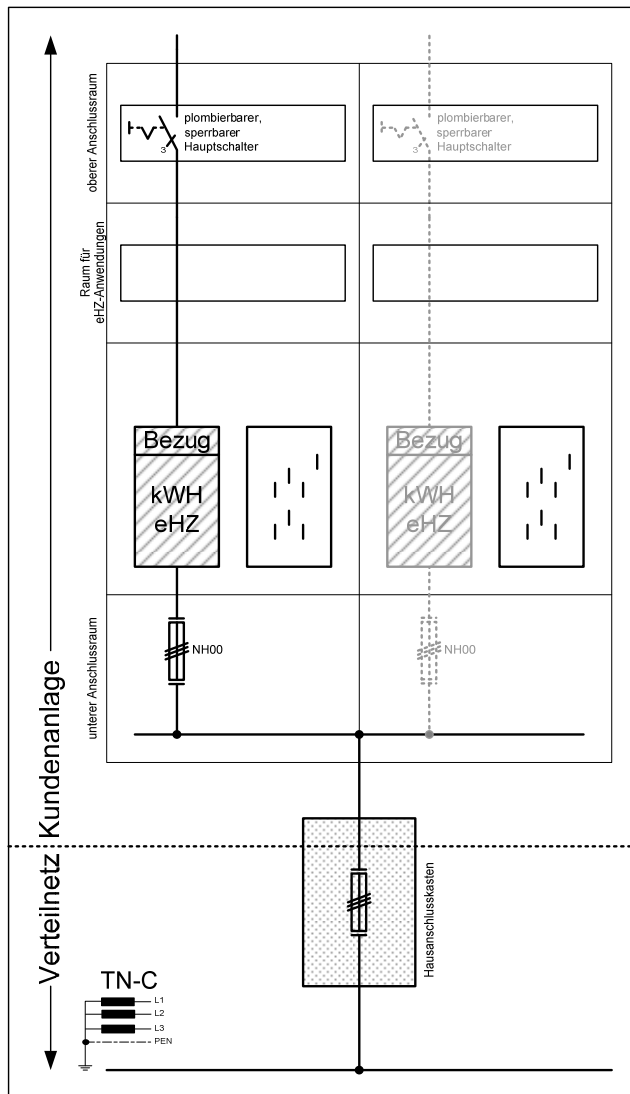 oberer Anschlussraum
plombierbarer,
sperrbarer
Hauptschalter
3
plombierbarer,
sperrbarer
Hauptschalter
3
Raum für
eHZ-Anwendungen
Bezug
kWH
eHZ
Bezug
kWH
eHZ
unterer Anschlussraum
NH00
NH00
Kundenanlage
Verteilnetz
Hausanschlusskasten
TN-C
L1
L2
L3
PEN